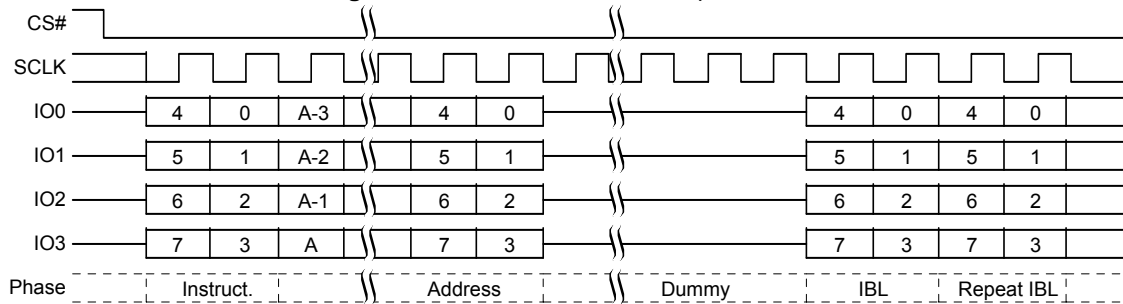 CS#
SCLK
IO0 4 0 A-3 4 0 4 0 4 0
IO1 5 1 A-2 5 1 5 1 5 1
IO2 6 2 A-1 6 2 6 2 6 2
IO3 7 3 A 7 3 7 3 7 3
Phase Instruct. Address Dummy IBL Repeat IBL